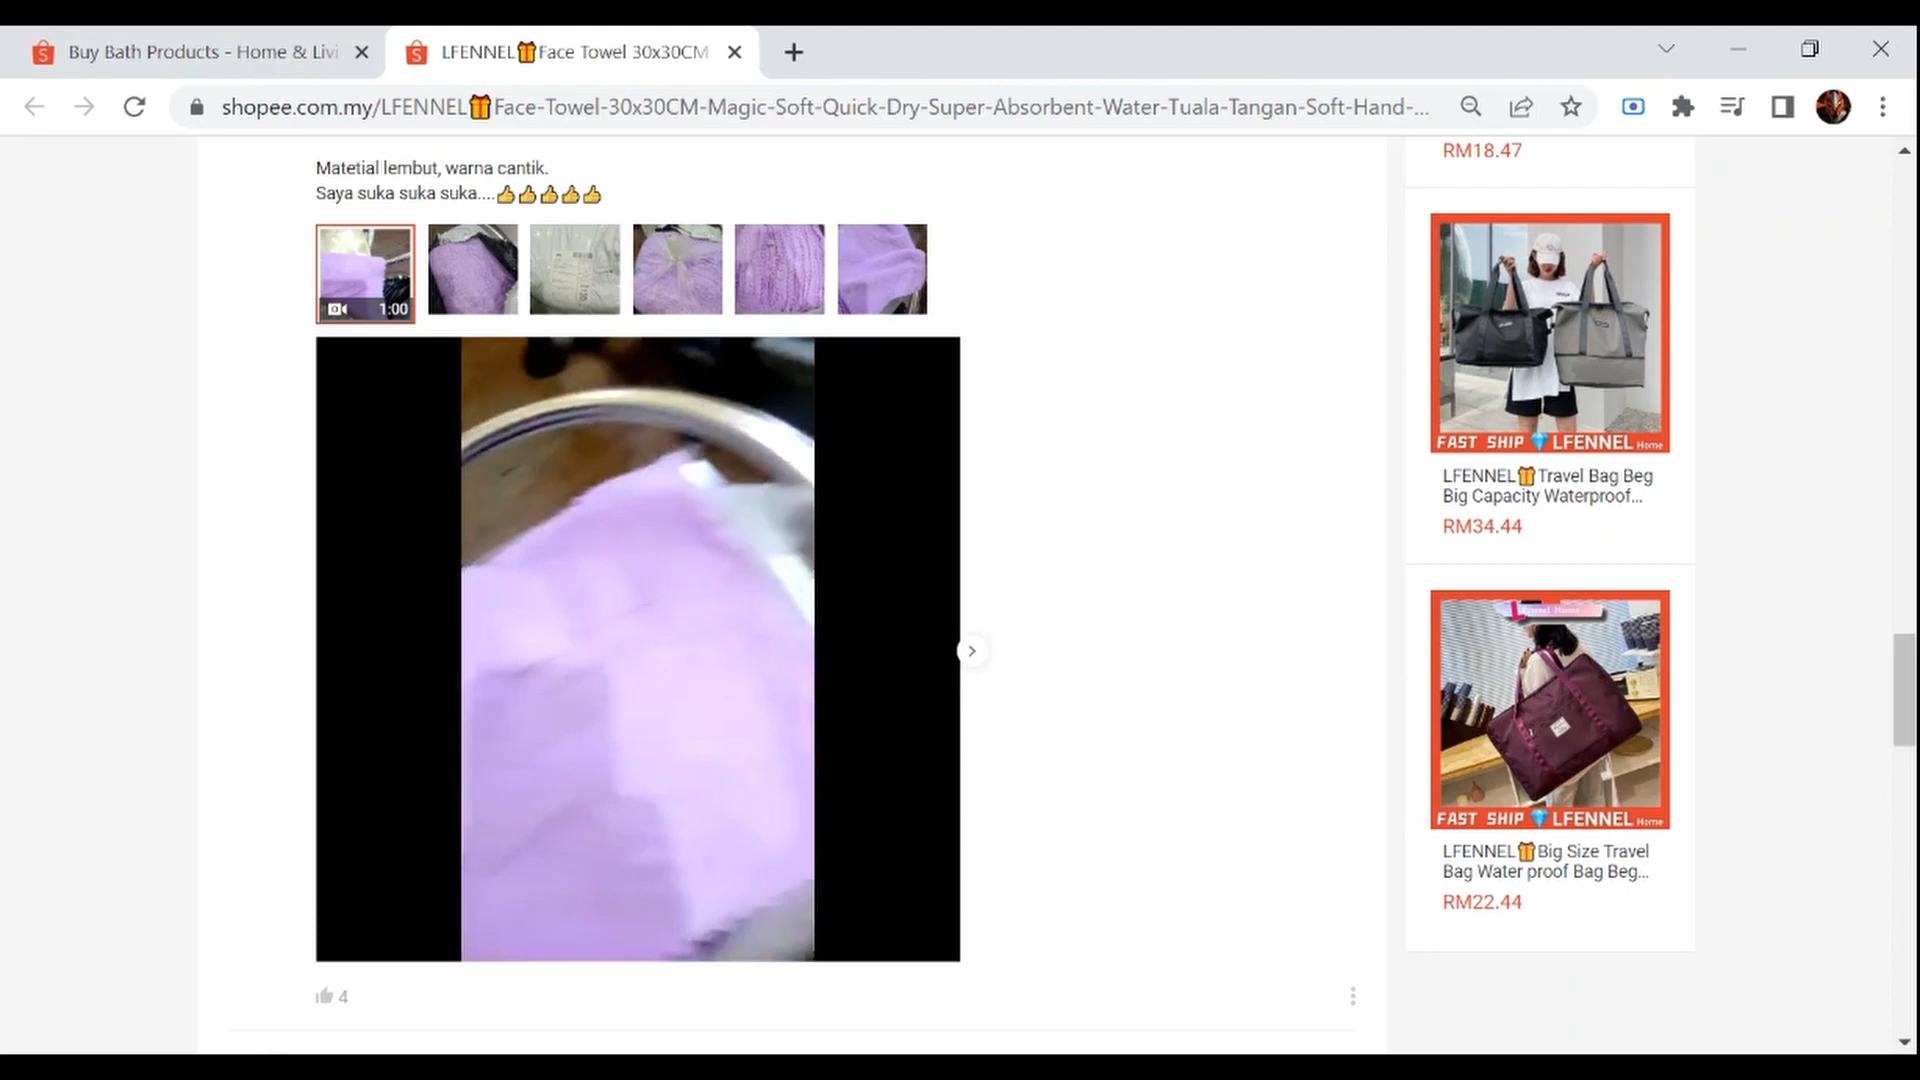 Buy Bath Products - Home & Livi
LFENNEL🎁Face Towel 30x30CM
shopee.com.my/LFENNEL🎁Face-Towel-30x30CM-Magic-Soft-Quick-Dry-Super-Absorbent-Water-Tuala-Tangan-Soft-Hand-...
Matetial lembut, warna cantik.
Saya suka suka suka....👍👍👍👍👍
1:00
4
RM18.47
FAST SHIP 💎 LFENNEL Home
LFENNEL🎁Travel Bag Beg
Big Capacity Waterproof...
RM34.44
FAST SHIP 💎 LFENNEL Home
LFENNEL🎁Big Size Travel
Bag Water proof Bag Beg...
RM22.44